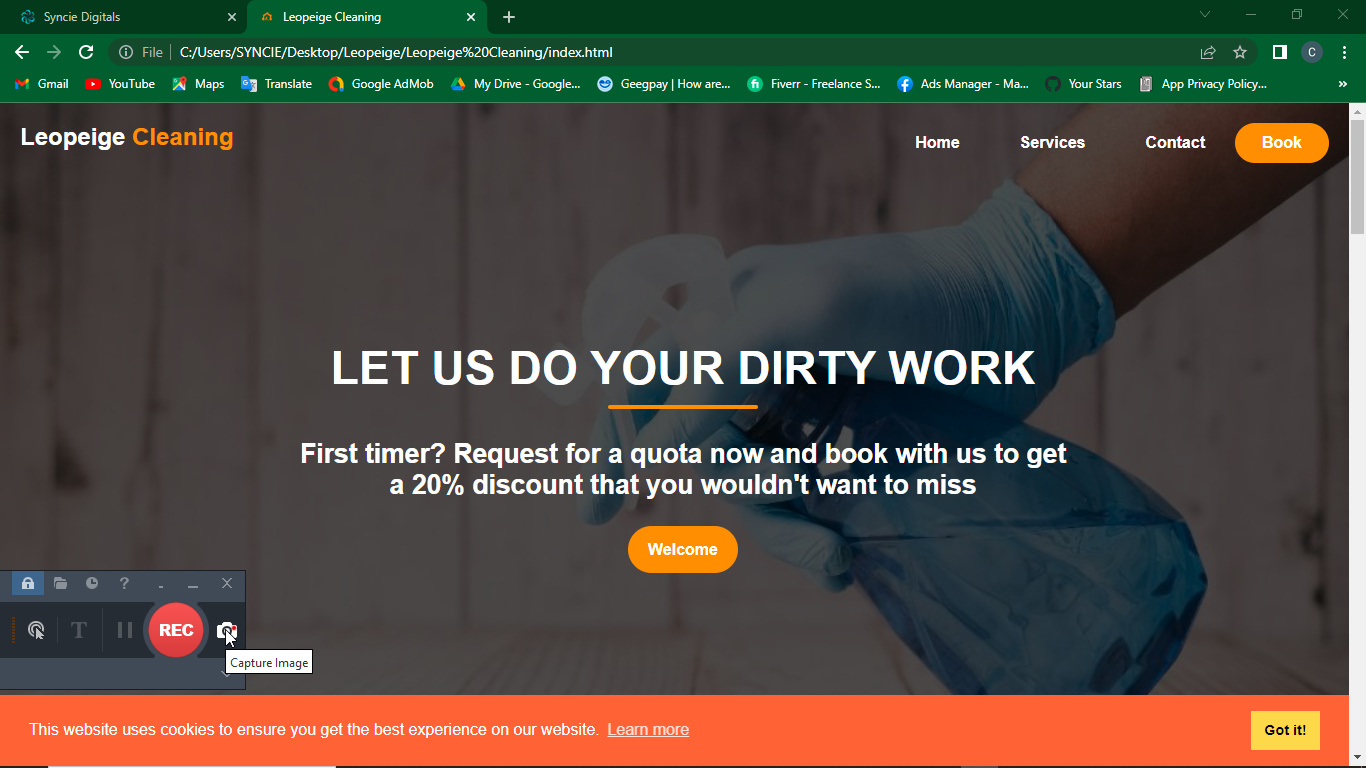 Syncie Digitals
Leopeige Cleaning
File
C:/Users/SYNCIE/Desktop/Leopeige/Leopeige%20Cleaning/index.html
C
Gmail
YouTube
Maps
Translate
Google AdMob
My Drive - Google...
Geegpay | How are...
Fiverr - Freelance S...
Ads Manager - Ma...
Your Stars
App Privacy Policy...
»
Leopeige Cleaning
Home
Services
Contact
Book
LET US DO YOUR DIRTY WORK
First timer? Request for a quota now and book with us to get
a 20% discount that you wouldn't want to miss
Welcome
?
T
REC
Capture Image
This website uses cookies to ensure you get the best experience on our website. Learn more
Got it!